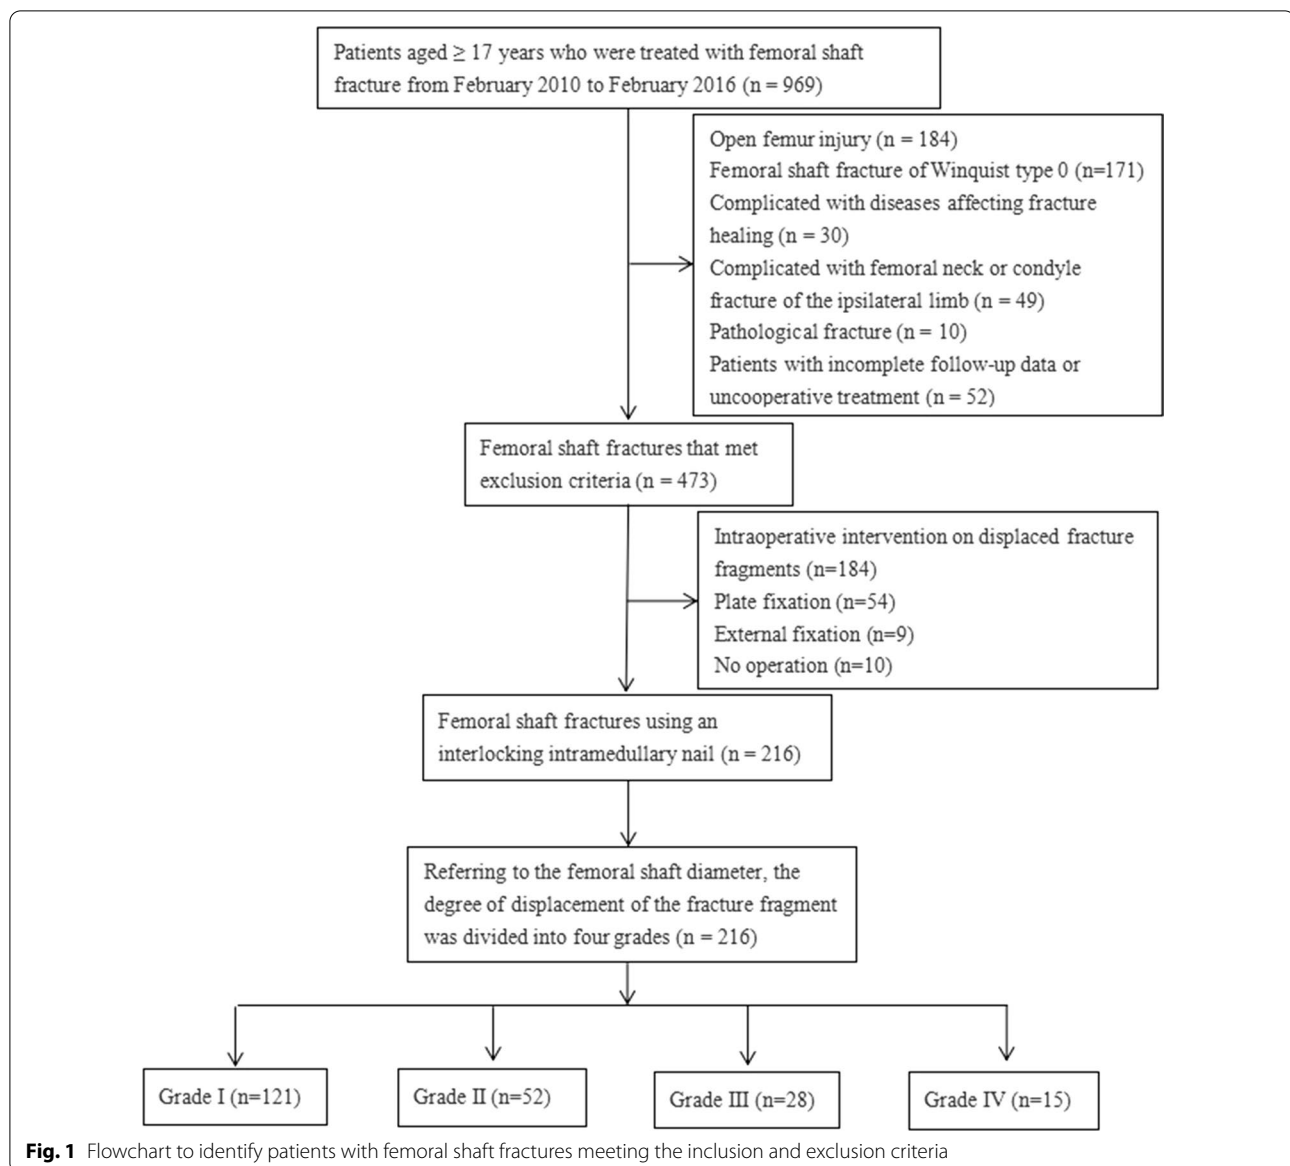 Patients aged ≥ 17 years who were treated with femoral shaft
fracture from February 2010 to February 2016 (n = 969)
Open femur injury (n = 184)
Femoral shaft fracture of Winquist type 0 (n=171)
Complicated with diseases affecting fracture
healing (n = 30)
Complicated with femoral neck or condyle
fracture of the ipsilateral limb (n = 49)
Pathological fracture (n = 10)
Patients with incomplete follow-up data or
uncooperative treatment (n = 52)
Femoral shaft fractures that met
exclusion criteria (n = 473)
Intraoperative intervention on displaced fracture
fragments (n=184)
Plate fixation (n=54)
External fixation (n=9)
No operation (n=10)
Femoral shaft fractures using an
interlocking intramedullary nail (n = 216)
Referring to the femoral shaft diameter, the
degree of displacement of the fracture fragment
was divided into four grades (n = 216)
Grade I (n=121)
Grade II (n=52)
Grade III (n=28)
Grade IV (n=15)
Fig. 1 Flowchart to identify patients with femoral shaft fractures meeting the inclusion and exclusion criteria